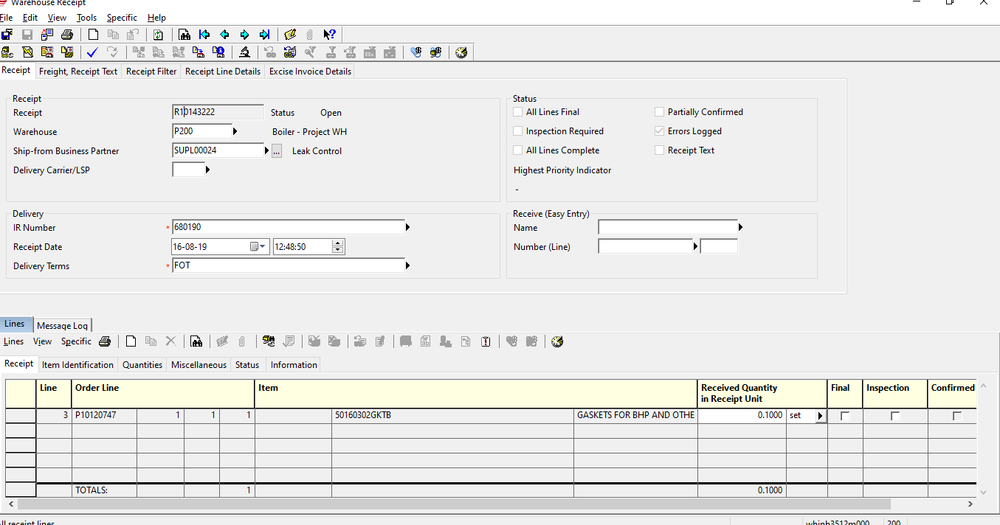 Warehouse Receipt
File Edit View Tools Specific Help
Receipt Freight, Receipt Text Receipt Filter Receipt Line Details Excise Invoice Details
Receipt
Receipt R10143222 Status Open
Warehouse P200 Boiler - Project WH
Ship-from Business Partner SUPL00024 ... Leak Control
Delivery Carrier/LSP
Status
All Lines Final Partially Confirmed
Inspection Required Errors Logged
All Lines Complete Receipt Text
Highest Priority Indicator
-
Delivery
IR Number * 680190
Receipt Date 16-08-19 12:48:50
Delivery Terms * FOT
Receive (Easy Entry)
Name
Number (Line)
Lines Message Log
Lines View Specific
Receipt Item Identification Quantities Miscellaneous Status Information
Line Order Line Item Received Quantity Final Inspection Confirmed
in Receipt Unit
3 P10120747 1 1 1 50160302GKTB GASKETS FOR BHP AND OTHE 0.1000 set
TOTALS: 1 0.1000
All receipt lines whinh3512m000 200